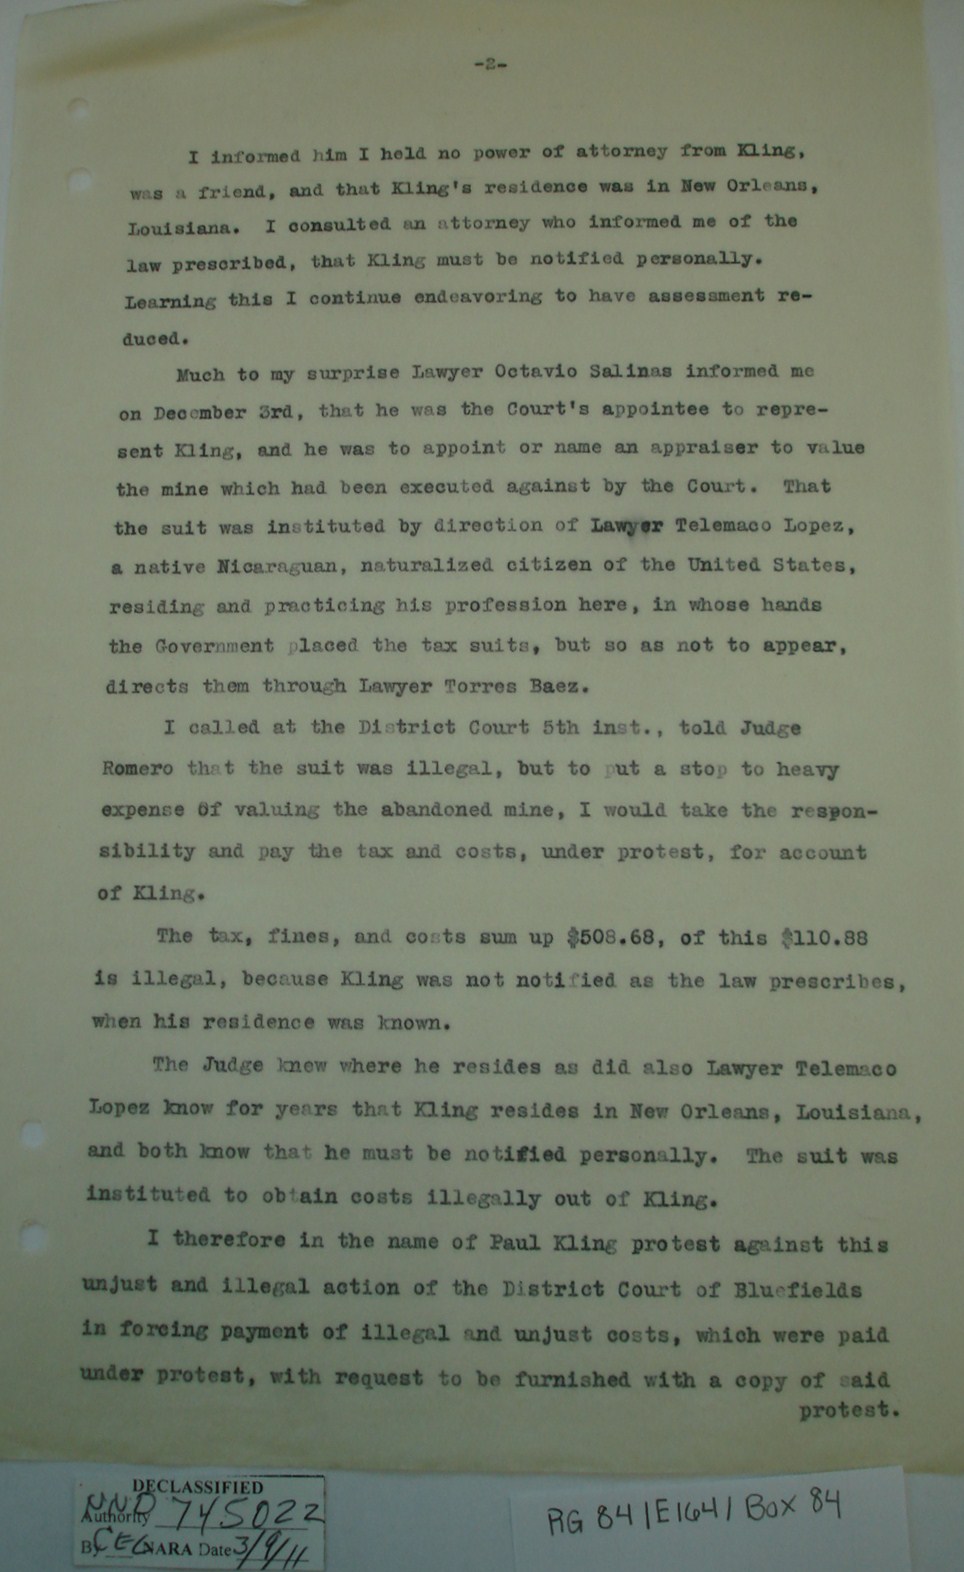 -2-
I informed him I held no power of attorney from Kling,
was a friend, and that Kling's residence was in New Orleans,
Louisiana. I consulted an attorney who informed me of the
law prescribed, that Kling must be notified personally.
Learning this I continue endeavoring to have assessment re-
duced.
Much to my surprise Lawyer Octavio Salinas informed me
on December 3rd, that he was the Court's appointee to repre-
sent Kling, and he was to appoint or name an appraiser to value
the mine which had been executed against by the Court. That
the suit was instituted by direction of Lawyer Telemaco Lopez,
a native Nicaraguan, naturalized citizen of the United States,
residing and practicing his profession here, in whose hands
the Government placed the tax suits, but so as not to appear,
directs them through Lawyer Torres Baez.
I called at the District Court 5th inst., told Judge
Romero that the suit was illegal, but to put a stop to heavy
expense of valuing the abandoned mine, I would take the respon-
sibility and pay the tax and costs, under protest, for account
of Kling.
The tax, fines, and costs sum up $508.68, of this $110.88
is illegal, because Kling was not notified as the law prescribes,
when his residence was known.
The Judge knew where he resides as did also Lawyer Telemaco
Lopez know for years that Kling resides in New Orleans, Louisiana,
and both know that he must be notified personally. The suit was
instituted to obtain costs illegally out of Kling.
I therefore in the name of Paul Kling protest against this
unjust and illegal action of the District Court of Bluefields
in forcing payment of illegal and unjust costs, which were paid
under protest, with request to be furnished with a copy of said
protest.
DECLASSIFIED
Authority NND 745022
By CEG NARA Date 3/9/11
RG 84/E1641 Box 84